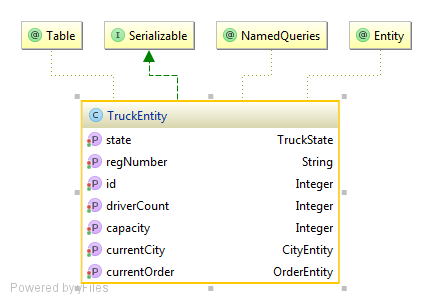 @ Table
I Serializable
@ NamedQueries
@ Entity
C TruckEntity
P state TruckState
P regNumber String
P id Integer
P driverCount Integer
P capacity Integer
P currentCity CityEntity
P currentOrder OrderEntity
Powered by yFiles